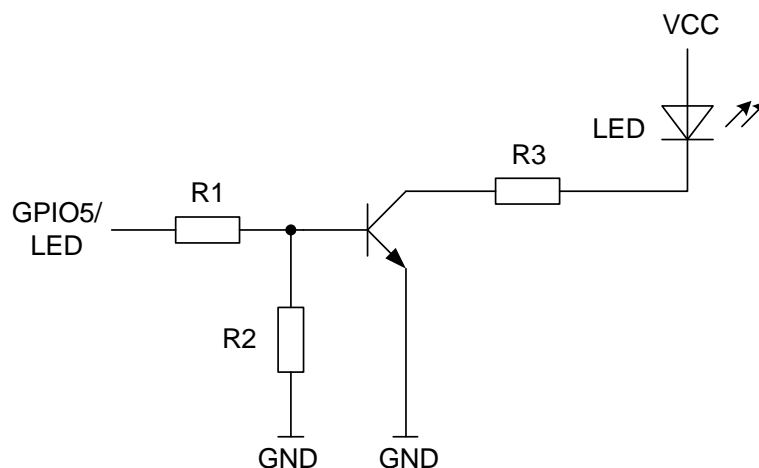 VCC
LED
R3
R1
GPIO5/
LED
R2
GND
GND